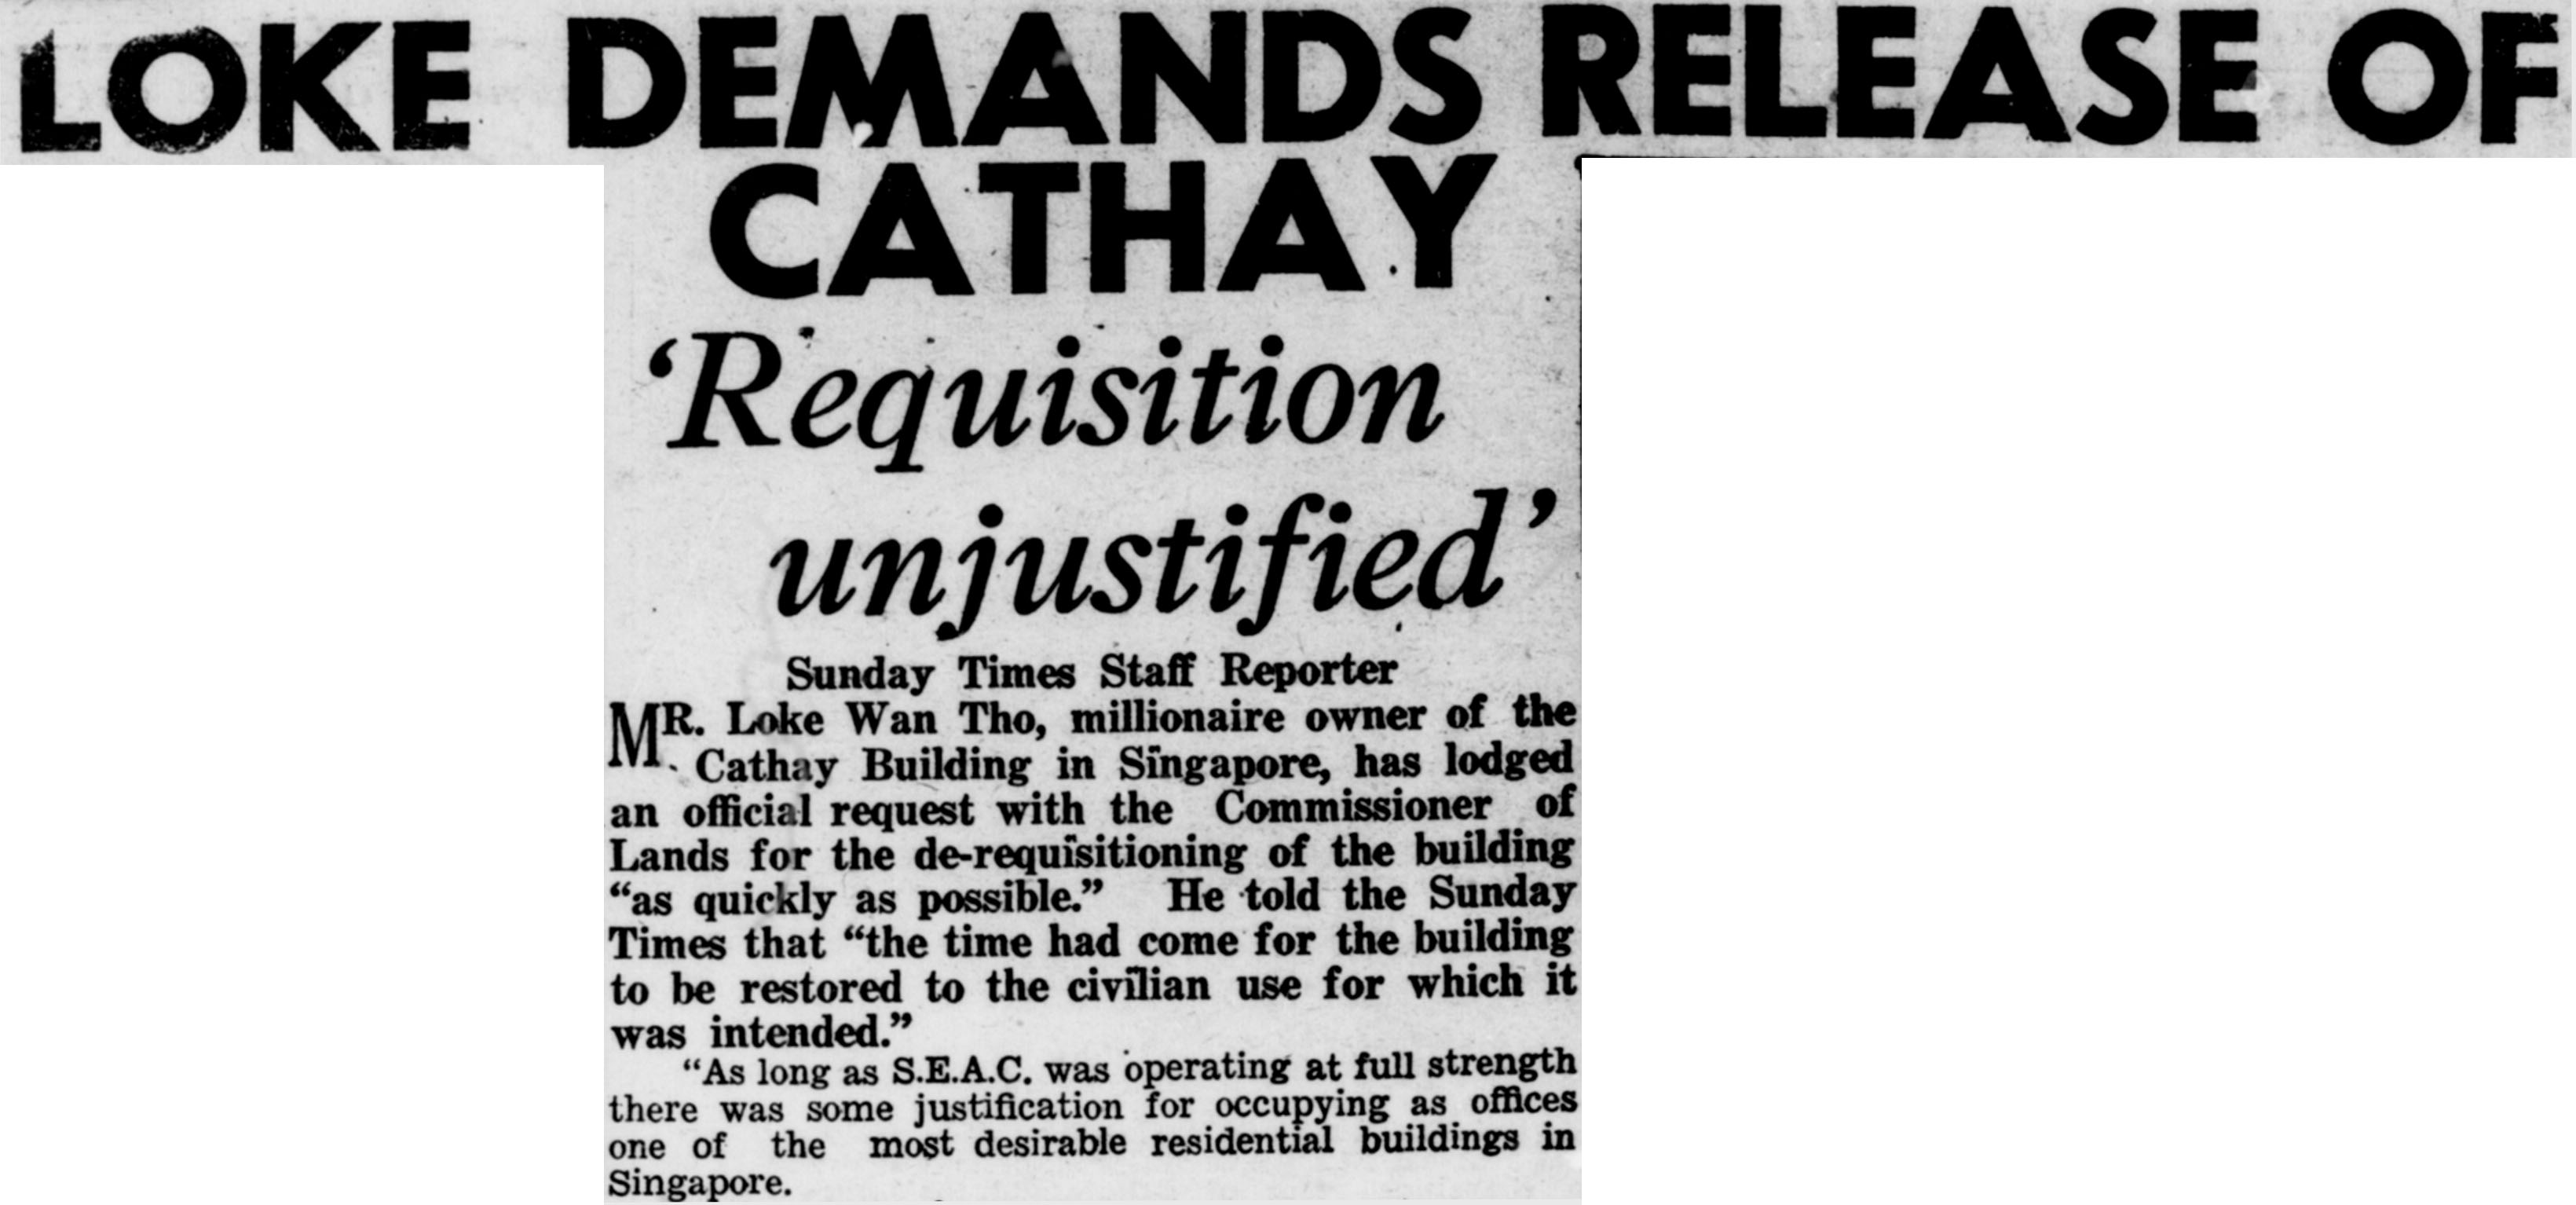 LOKE DEMANDS RELEASE OF
CATHAY
‘Requisition
unjustified’
Sunday Times Staff Reporter
MR. Loke Wan Tho, millionaire owner of the
Cathay Building in Singapore, has lodged
an official request with the Commissioner of
Lands for the de-requisitioning of the building
“as quickly as possible.” He told the Sunday
Times that “the time had come for the building
to be restored to the civilian use for which it
was intended.”
“As long as S.E.A.C. was operating at full strength
there was some justification for occupying as offices
one of the most desirable residential buildings in
Singapore.